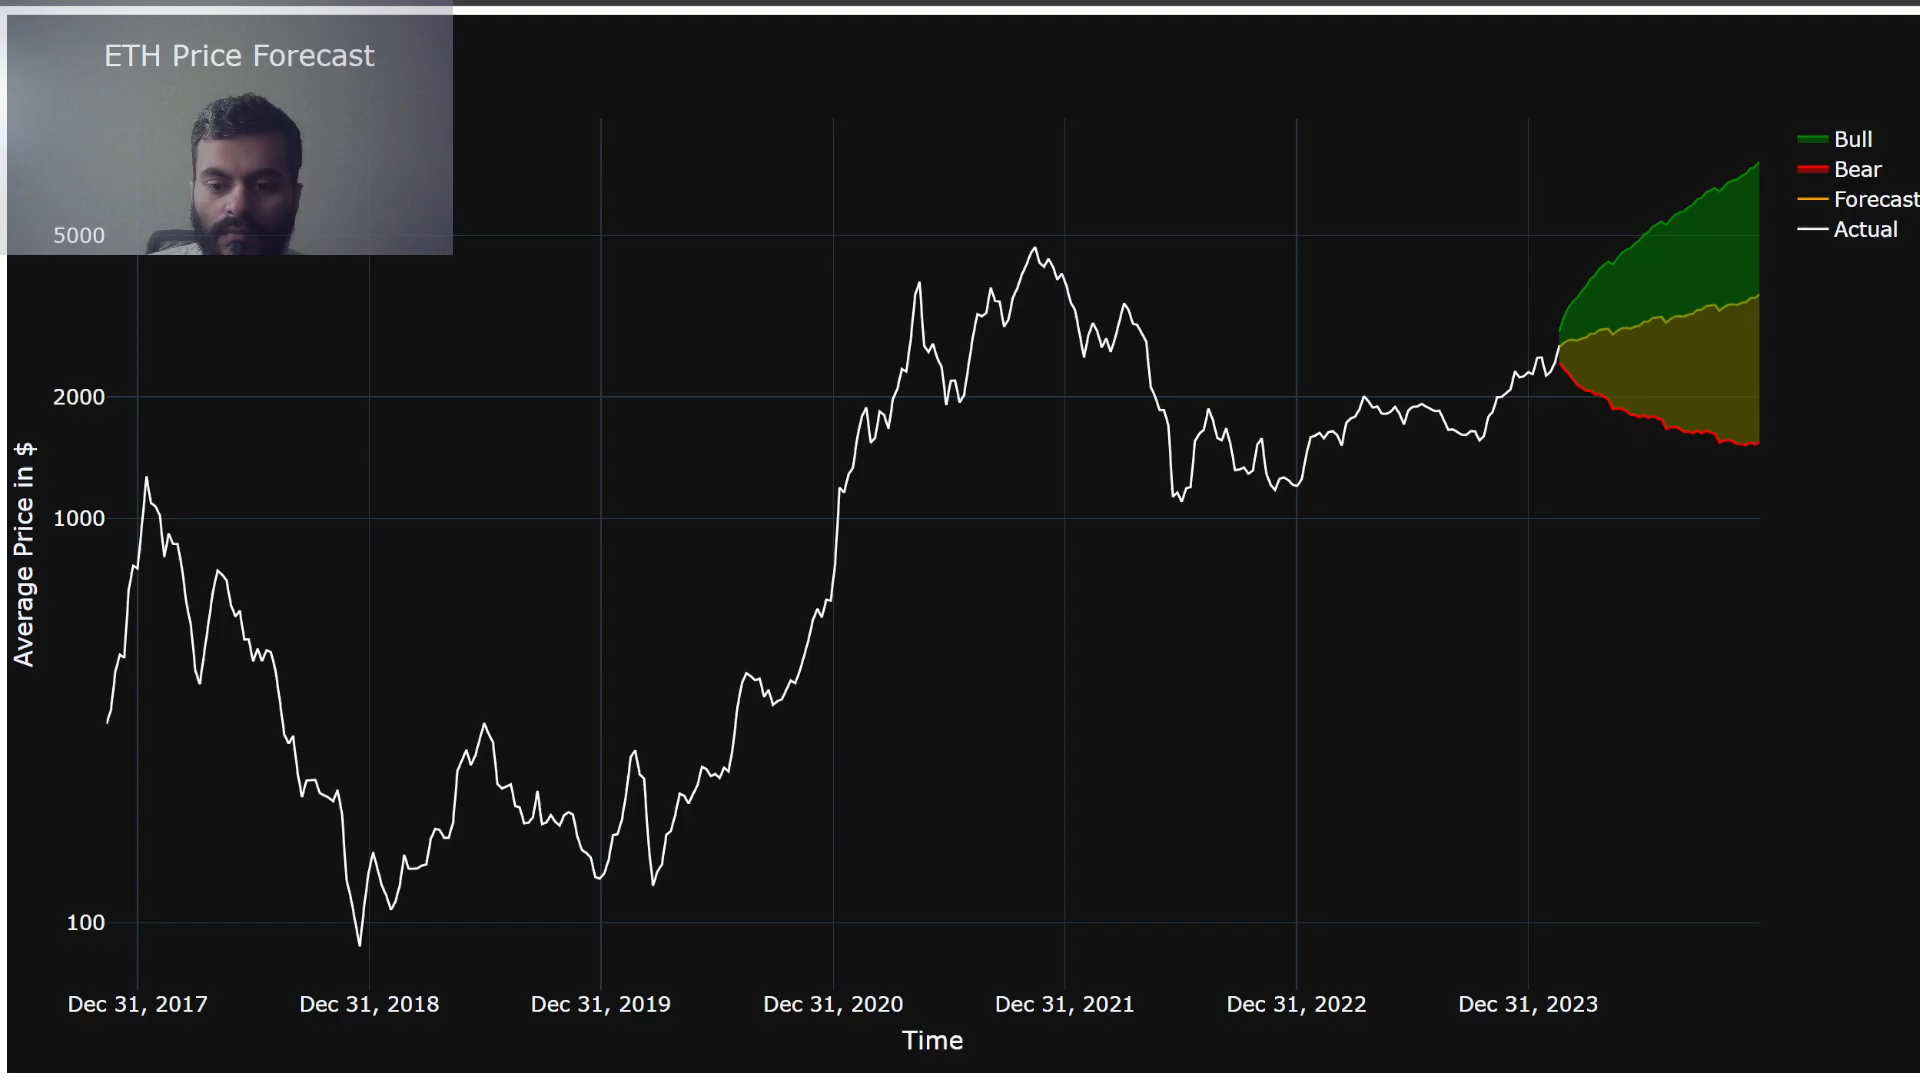 ETH Price Forecast
Bull
Bear
Forecast
Actual
5000
2000
1000
100
Average Price in $
Dec 31, 2017
Dec 31, 2018
Dec 31, 2019
Dec 31, 2020
Dec 31, 2021
Dec 31, 2022
Dec 31, 2023
Time